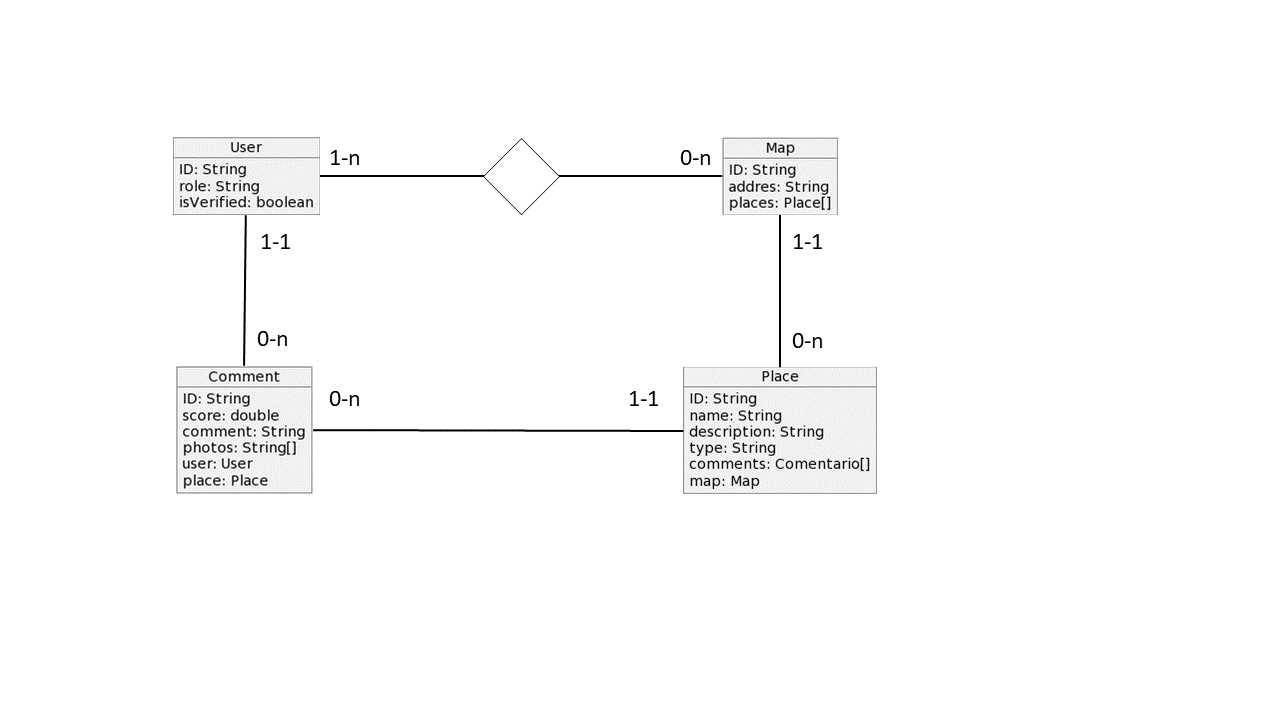 User
ID: String
role: String
isVerified: boolean
1-n
0-n
Map
ID: String
addres: String
places: Place[]
1-1
1-1
0-n
0-n
Comment
ID: String
score: double
comment: String
photos: String[]
user: User
place: Place
0-n
1-1
Place
ID: String
name: String
description: String
type: String
comments: Comentario[]
map: Map